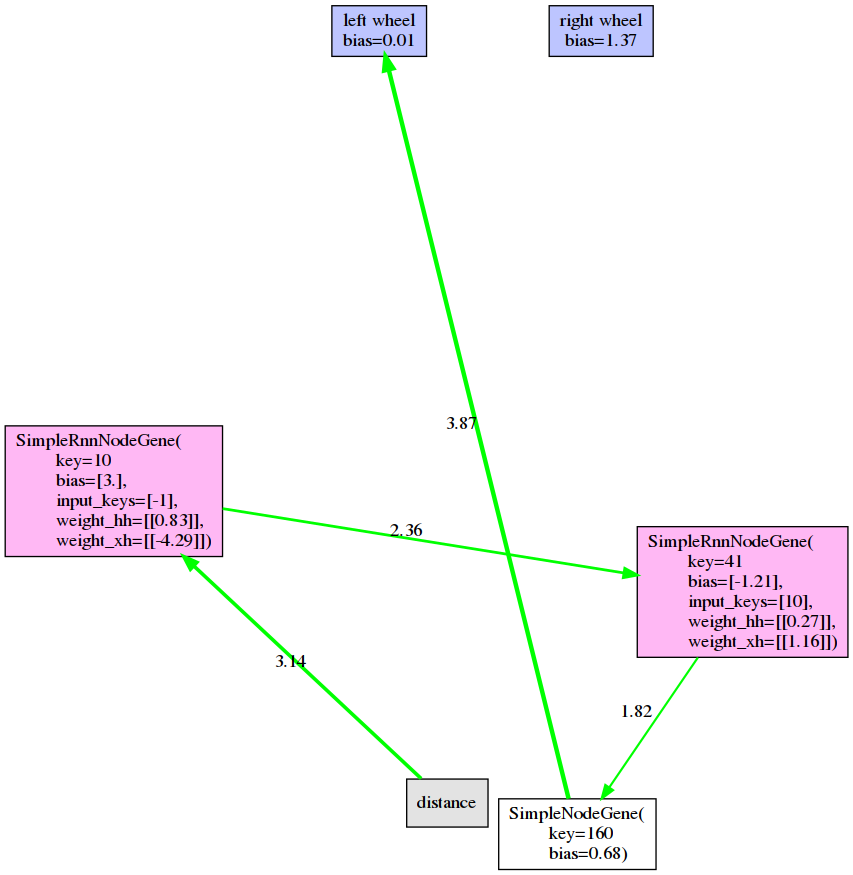 left wheel
bias=0.01
right wheel
bias=1.37
3.87
SimpleRnnNodeGene(
key=10
bias=[3.],
input_keys=[-1],
weight_hh=[[0.83]],
weight_xh=[[-4.29]])
2.36
SimpleRnnNodeGene(
key=41
bias=[-1.21],
input_keys=[10],
weight_hh=[[0.27]],
weight_xh=[[1.16]])
3.14
1.82
distance
SimpleNodeGene(
key=160
bias=0.68)